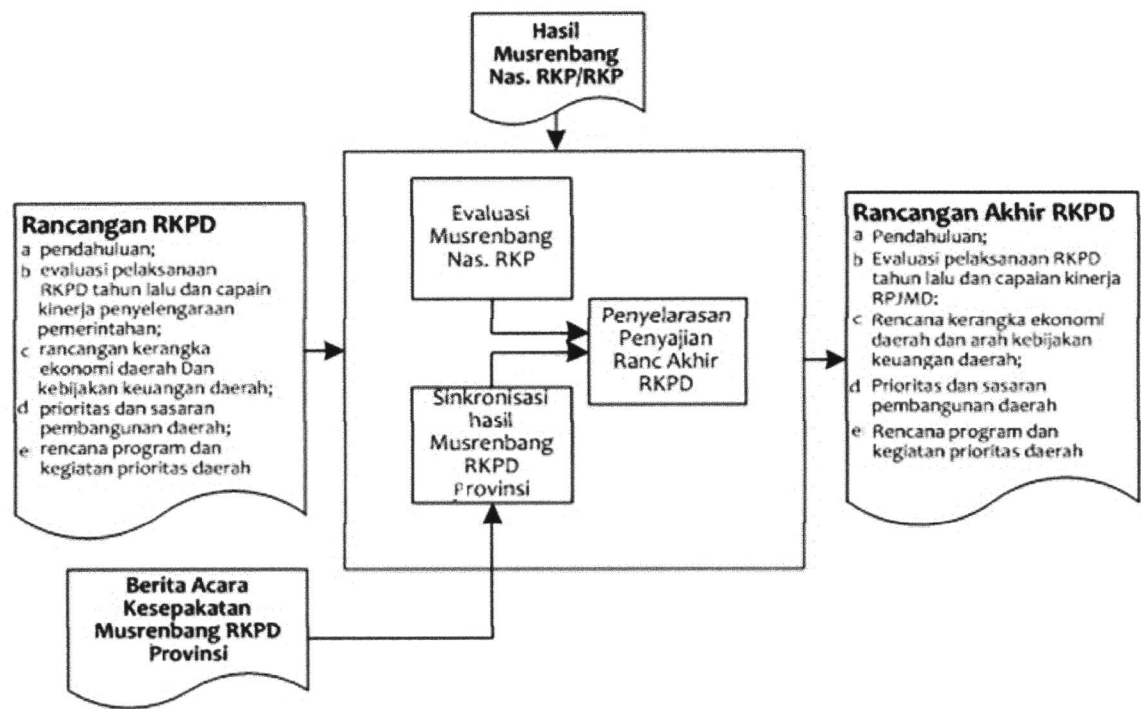 Hasil
Musrenbang
Nas. RKP/RKP
Rancangan RKPD
a pendahuluan;
b evaluasi pelaksanaan
RKPD tahun lalu dan capain
kinerja penyelengaraan
pemerintahan;
c rancangan kerangka
ekonomi daerah Dan
kebijakan keuangan daerah;
d prioritas dan sasaran
pembangunan daerah;
e rencana program dan
kegiatan prioritas daerah
Evaluasi
Musrenbang
Nas. RKP
Penyelarasan
Penyajian
Ranc Akhir
RKPD
Sinkronisasi
hasil
Musrenbang
RKPD
Provinsi
Rancangan Akhir RKPD
a Pendahuluan;
b Evaluasi pelaksanaan RKPD
tahun lalu dan capaian kinerja
RPJMD;
c Rencana kerangka ekonomi
daerah dan arah kebijakan
keuangan daerah;
d Prioritas dan sasaran
pembangunan daerah
e Rencana program dan
kegiatan prioritas daerah
Berita Acara
Kesepakatan
Musrenbang RKPD
Provinsi